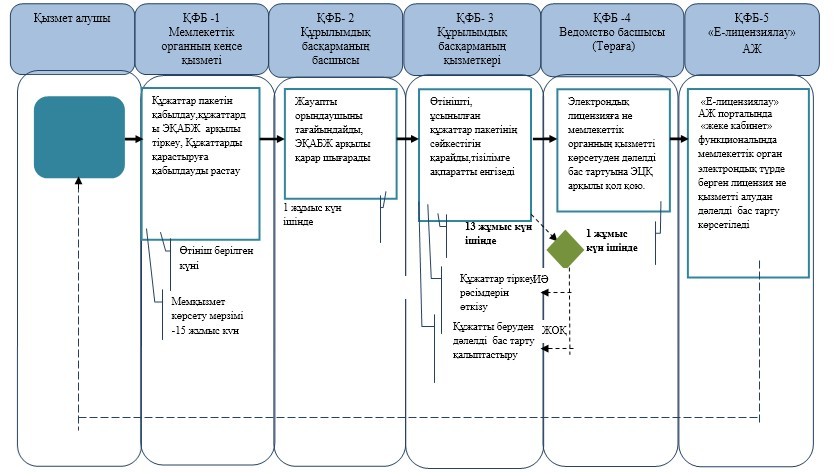 Қызмет алушы
ҚФБ -1
Мемлекеттік
органның кеңсе
қызметі
ҚФБ- 2
Құрылымдық
басқарманың
басшысы
ҚФБ- 3
Құрылымдық
басқарманың
қызметкері
ҚФБ -4
Ведомство басшысы
(Төраға)
ҚФБ-5
«Е-лицензиялау»
АЖ
Құжаттар пакетін
қабылдау,құжаттард
ы ЭҚАБЖ арқылы
тіркеу, Құжаттарды
қарастыруға
қабылдауды растау
Жауапты
орындаушыны
тағайындайды,
ЭҚАБЖ арқылы
қарар шығарады
Өтінішті,
ұсынылған
құжаттар пакетінің
сәйкестігін
қарайды,тізілімге
ақпаратты енгізеді
Электрондық
лицензияға не
мемлекеттік
органның қызметті
көрсетуден дәлелді
бас тартуына ЭЦҚ
арқылы қол қою.
«Е-лицензиялау»
АЖ порталында
«жеке кабинет»
функционалында
мемлекеттік орган
электрондық түрде
берген лицензия не
қызметті алудан
дәлелді бас тарту
көрсетіледі
1 жұмыс күн
ішінде
13 жұмыс күн
ішінде
1 жұмыс
күн ішінде
Өтініш берілген
күні
Мемқызмет
көрсету мерзімі
-15 жұмыс күн
Құжаттар тіркеу
рәсімдерін
өткізу
ИӘ
Құжатты беруден
дәлелді бас тарту
қалыптастыру
ЖОҚ